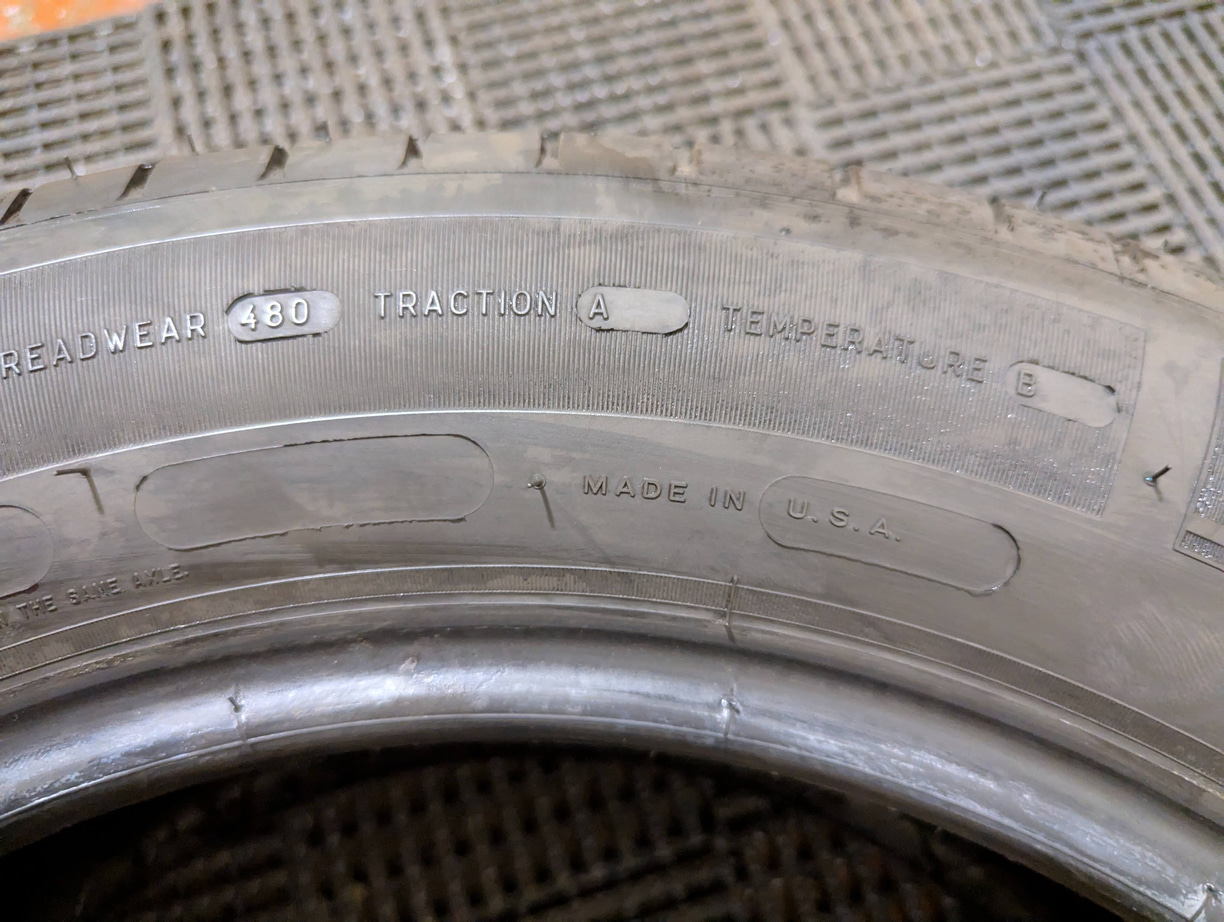 READWEAR 480 TRACTION A TEMPERATURE B
MADE IN U.S.A.
THE SAME AXLE.